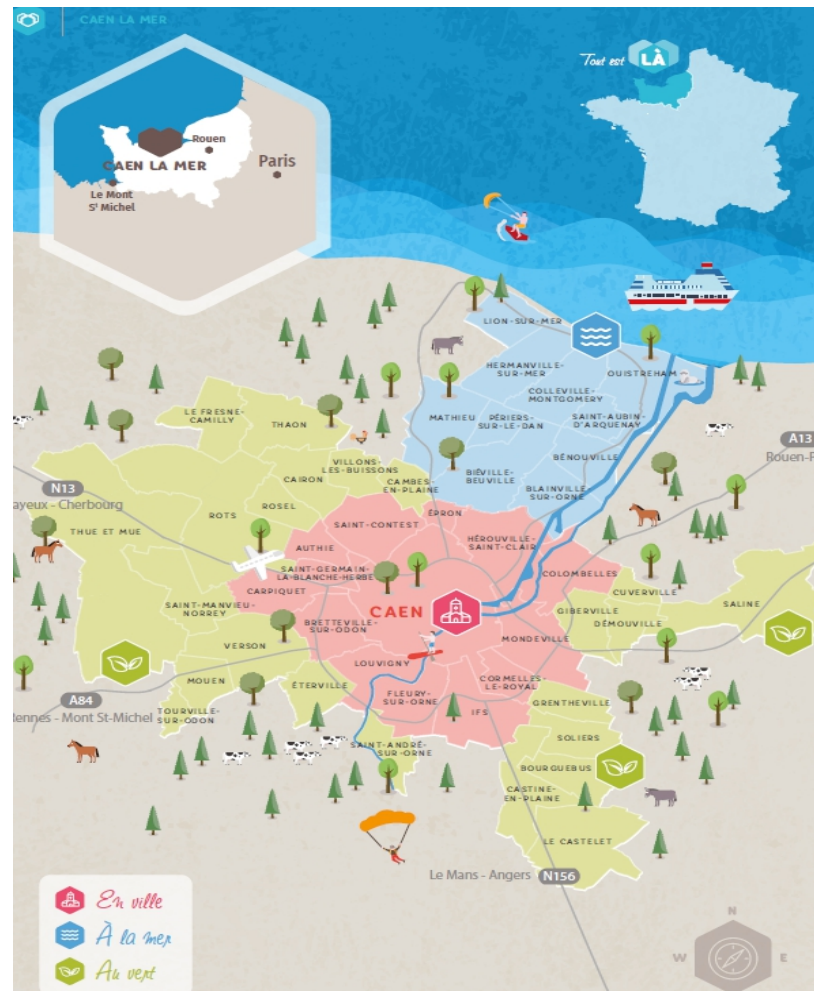 CAEN LA MER
Tout est LÀ
Rouen
CAEN LA MER
Paris
Le Mont
St Michel
LION-SUR-MER
HERMANVILLE-
SUR-MER
OUISTREHAM
COLLEVILLE-
MONTGOMERY
MATHIEU
PÉRIERS-
SUR-LE-DAN
SAINT-AUBIN-
D'ARQUENAY
LE FRESNE-
CAMILLY
THAON
A13
Rouen-P
BÉNOUVILLE
VILLONS-
LES-BUISSONS
CAIRON
CAMBES-
EN-PLAINE
BIÉVILLE-
BEUVILLE
BLAINVILLE-
SUR-ORNE
N13
ayeux - Cherbourg
ROTS
ROSEL
THUE ET MUE
SAINT-CONTEST
ÉPRON
AUTHIE
HÉROUVILLE-
SAINT-CLAIR
SAINT-GERMAIN-
LA-BLANCHE-HERBE
COLOMBELLES
CARPIQUET
CUVERVILLE
SALINE
SAINT-MANVIEU-
NORREY
CAEN
GIBERVILLE
DÉMOUVILLE
BRETTEVILLE-
SUR-ODON
MONDEVILLE
VERSON
LOUVIGNY
MOUEN
ÉTERVILLE
FLEURY-
SUR-ORNE
CORMELLES-
LE-ROYAL
A84
ennes - Mont St-Michel
TOURVILLE-
SUR-ODON
IFS
GRENTHEVILLE
SAINT-ANDRÉ-
SUR-ORNE
SOLIERS
BOURGUEBUS
CASTINE-
EN-PLAINE
LE CASTELET
Le Mans - Angers N156
En ville
À la mer
Au vert
N
W E